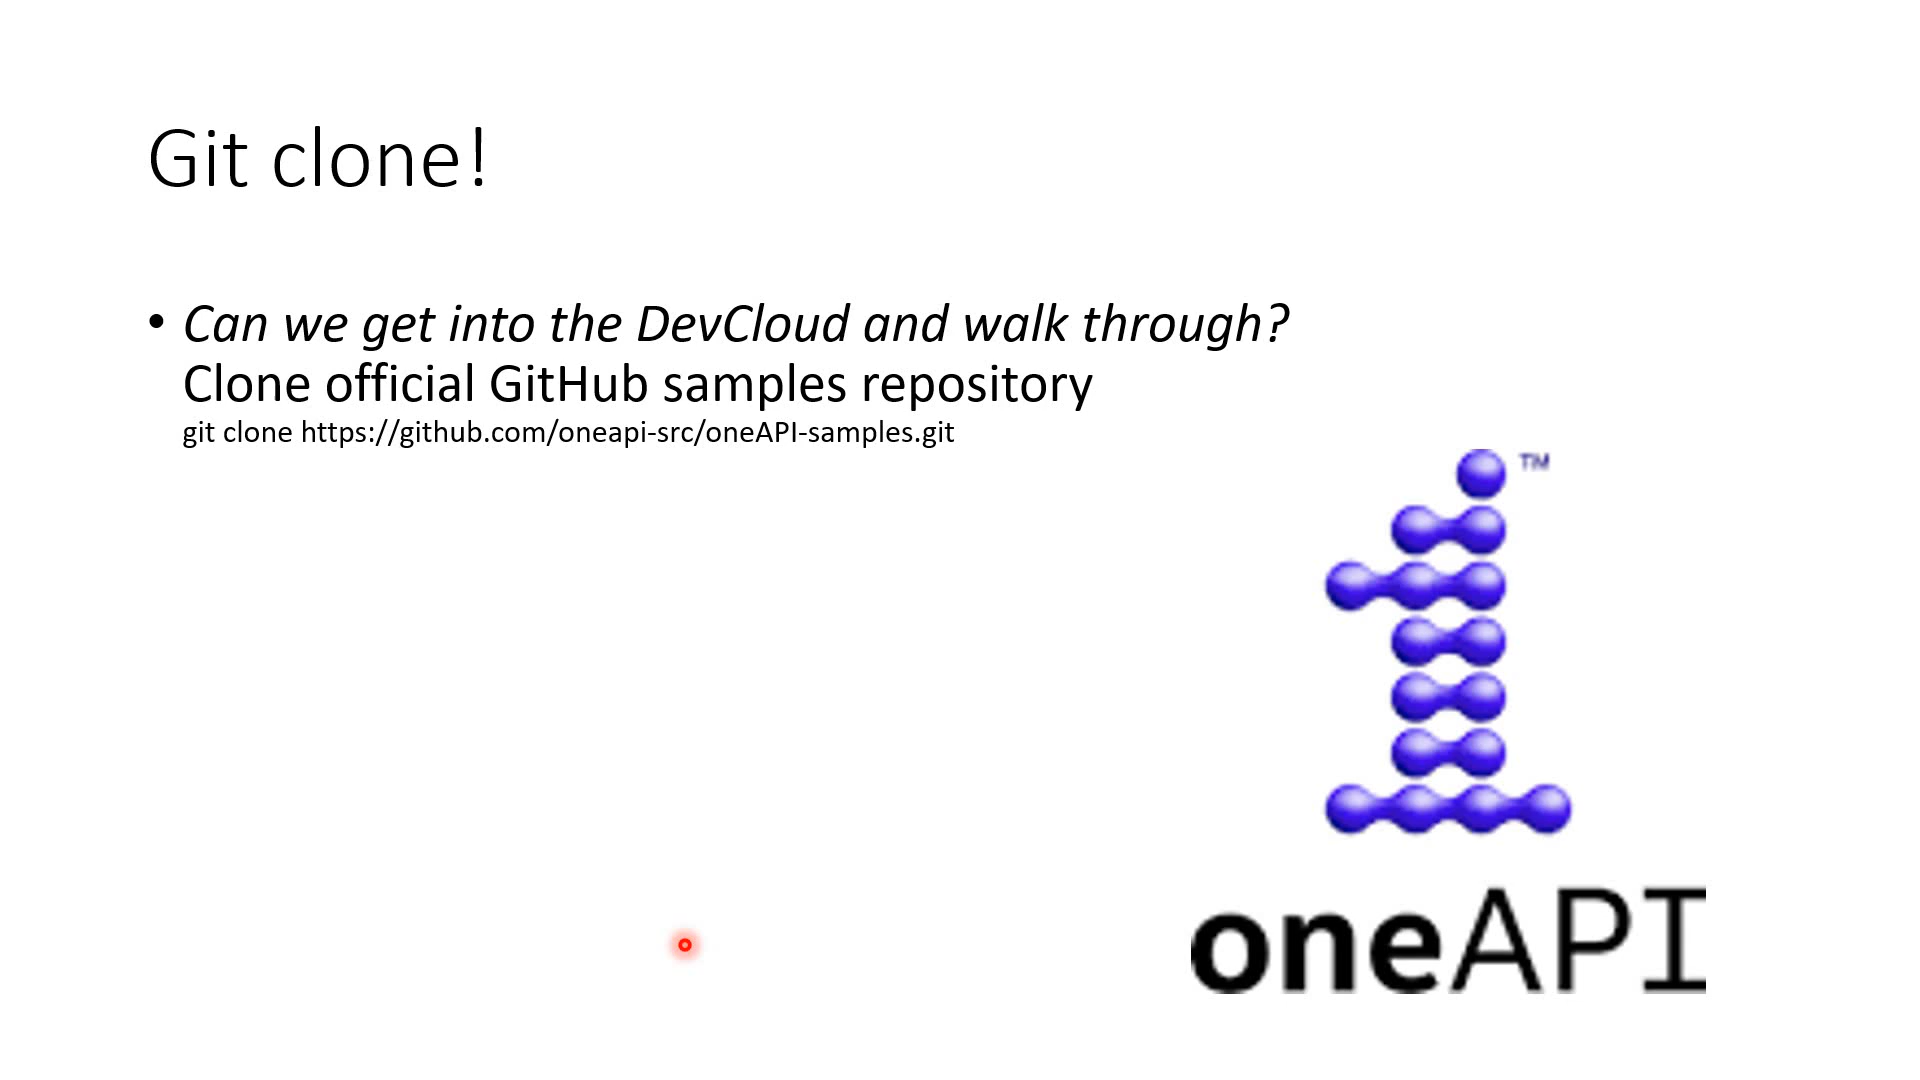 Git clone!
• Can we get into the DevCloud and walk through?
Clone official GitHub samples repository
git clone https://github.com/oneapi-src/oneAPI-samples.git
TM
oneAPI